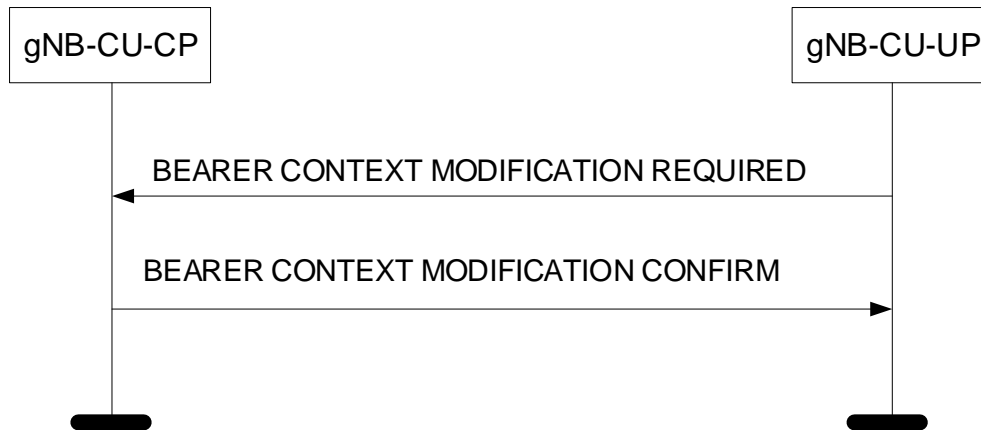 gNB-CU-CP
gNB-CU-UP
BEARER CONTEXT MODIFICATION REQUIRED
BEARER CONTEXT MODIFICATION CONFIRM